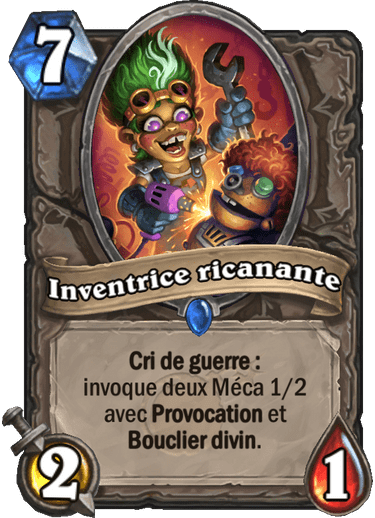 7
Inventrice ricanante
Cri de guerre :
invoque deux Méca 1/2
avec Provocation et
Bouclier divin.
2
1